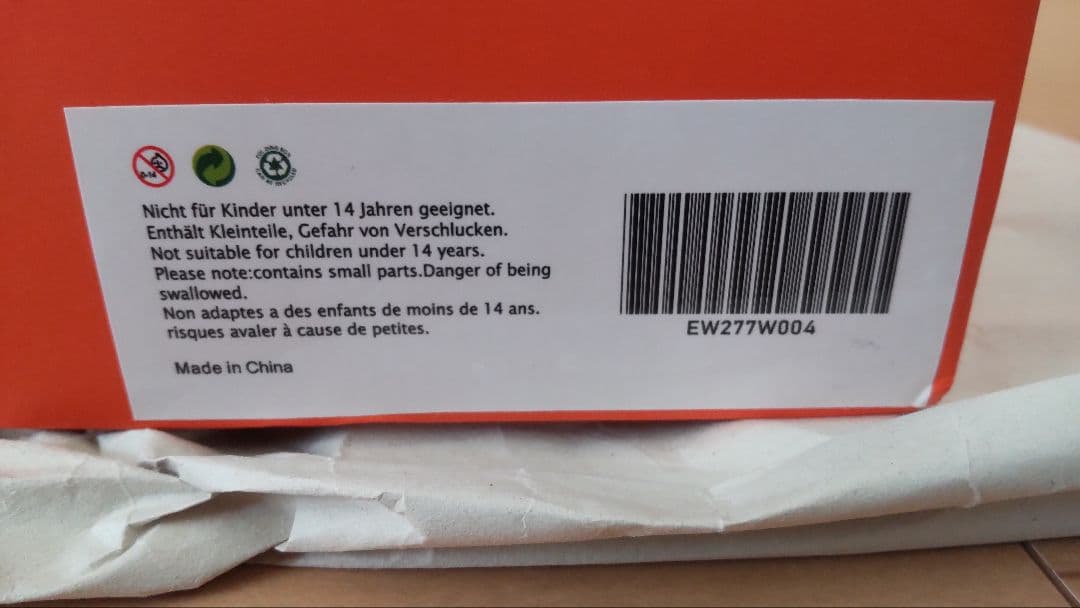 0-14
Nicht für Kinder unter 14 Jahren geeignet.
Enthält Kleinteile, Gefahr von Verschlucken.
Not suitable for children under 14 years.
Please note:contains small parts.Danger of being
swallowed.
Non adaptes a des enfants de moins de 14 ans.
risques avaler à cause de petites.
Made in China
EW277W004